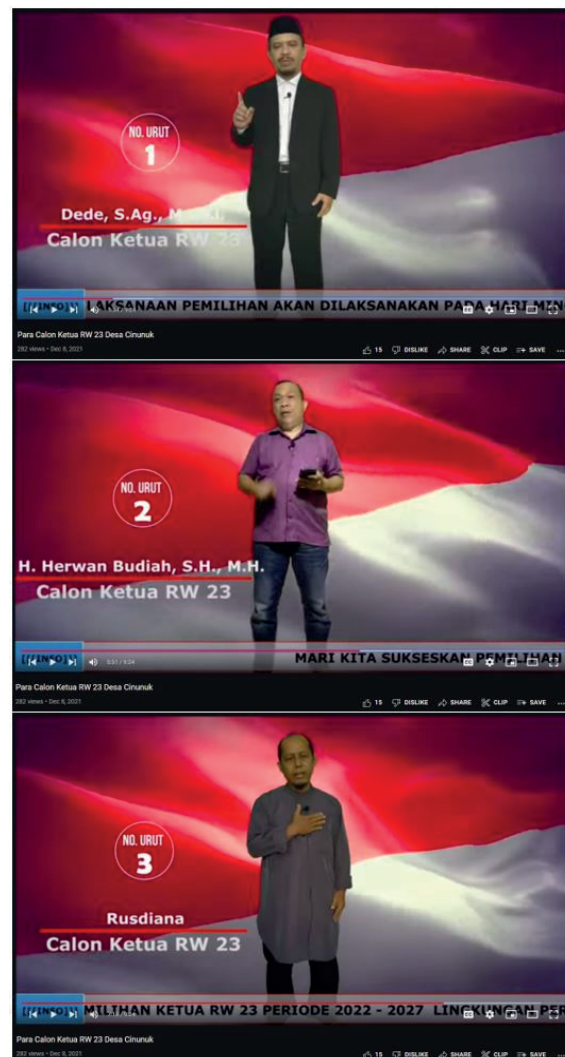 NO. URUT
1
Dede, S.Ag.,
Calon Ketua RW 23
[[[INFO]]] LAKSANAAN PEMILIHAN AKAN DILAKSANAKAN PADA HARI MIN
Para Calon Ketua RW 23 Desa Cinunuk
282 views • Dec 8, 2021
15 DISLIKE SHARE CLIP SAVE ...
NO. URUT
2
H. Herwan Budiah, S.H., M.H.
Calon Ketua RW 23
[[[INFO]]] MARI KITA SUKSESKAN PEMILIHAN
/ 9:24
Para Calon Ketua RW 23 Desa Cinunuk
282 views • Dec 8, 2021
15 DISLIKE SHARE CLIP SAVE ...
NO. URUT
3
Rusdiana
Calon Ketua RW 23
[[[INFO]]] MILIHAN KETUA RW 23 PERIODE 2022 - 2027 LINGKUNGAN PER
Para Calon Ketua RW 23 Desa Cinunuk
282 views • Dec 8, 2021
15 DISLIKE SHARE CLIP SAVE ...